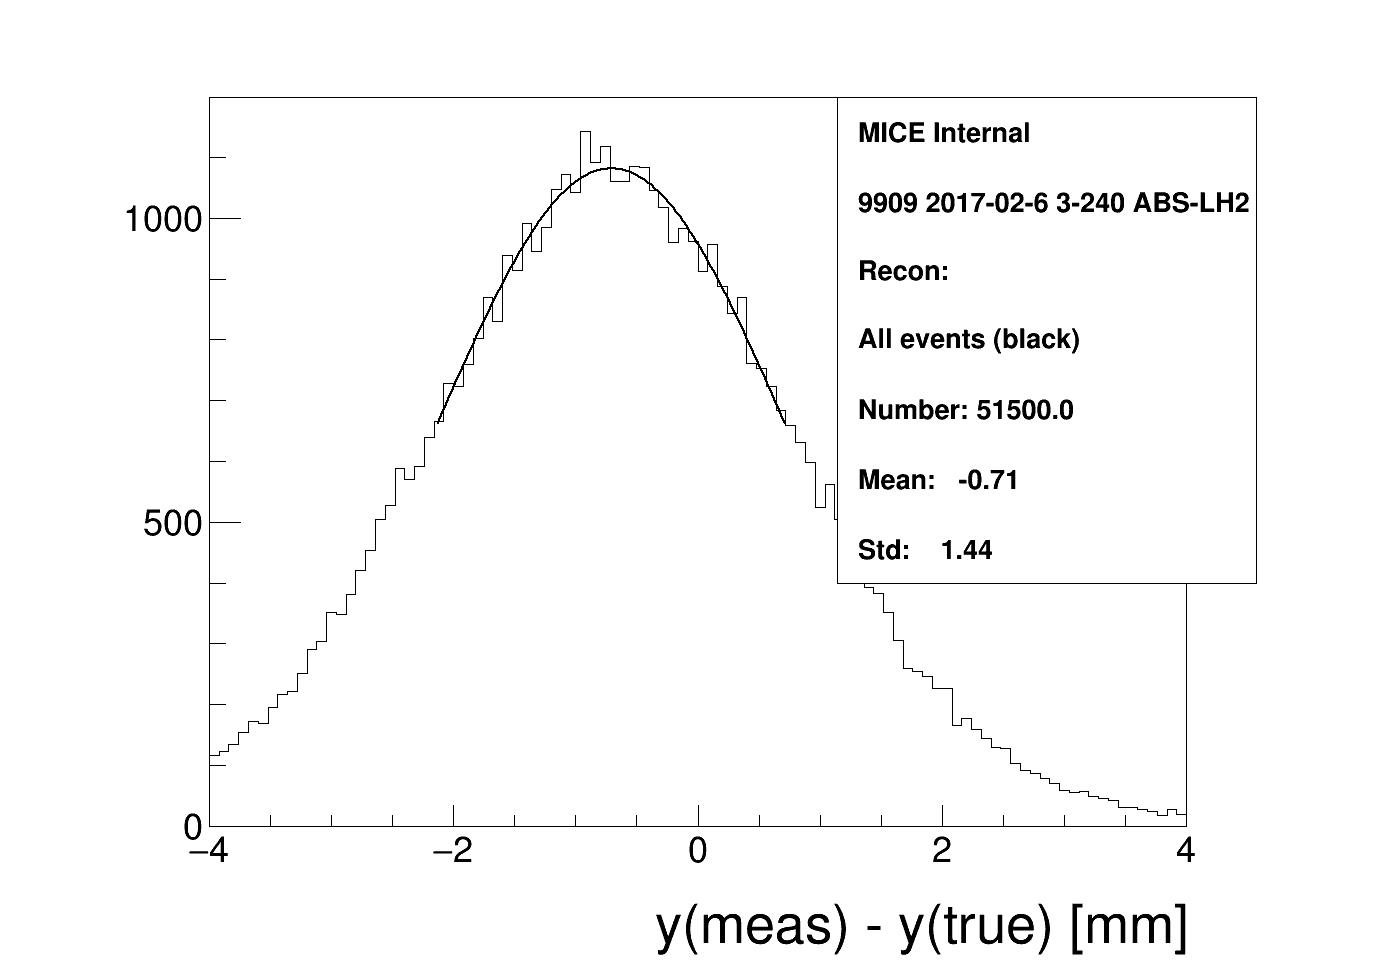 MICE Internal
9909 2017-02-6 3-240 ABS-LH2
Recon:
All events (black)
Number: 51500.0
Mean: -0.71
Std: 1.44
1000
500
0
−4 −2 0 2 4
y(meas) - y(true) [mm]